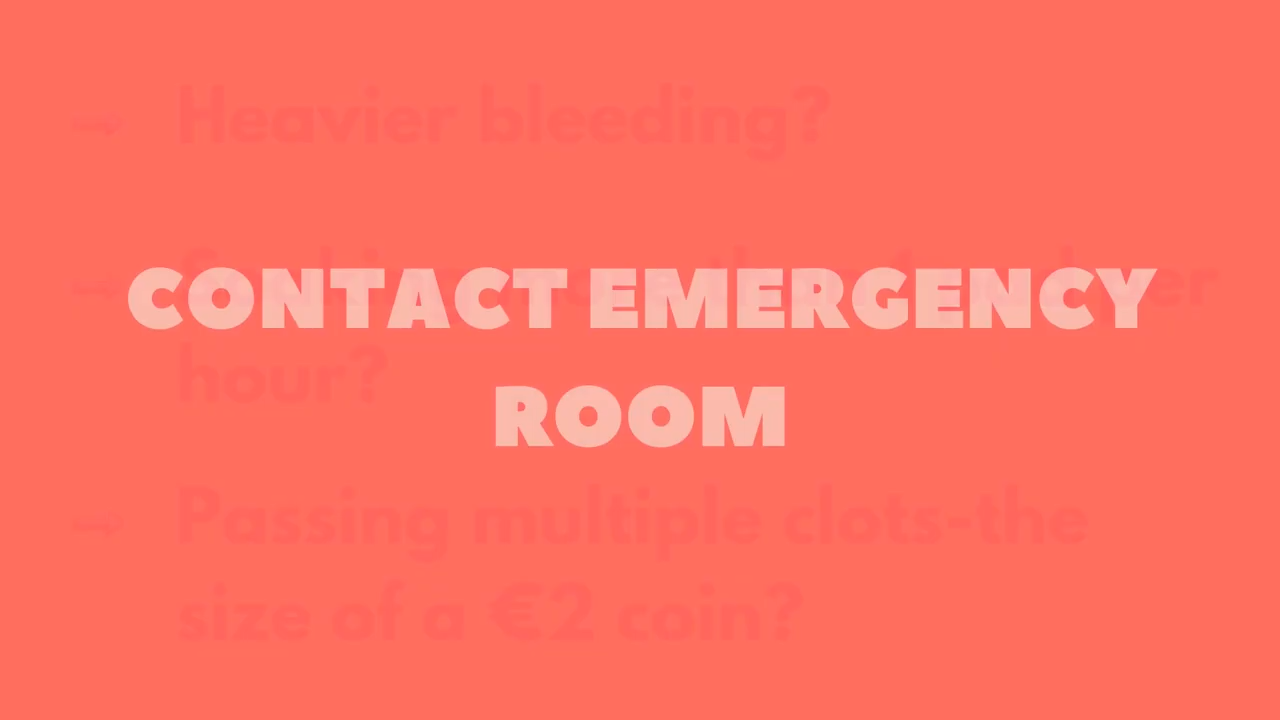 Heavier bleeding?
CONTACT EMERGENCY
hour?
ROOM
Passing multiple clots-the
size of a €2 coin?